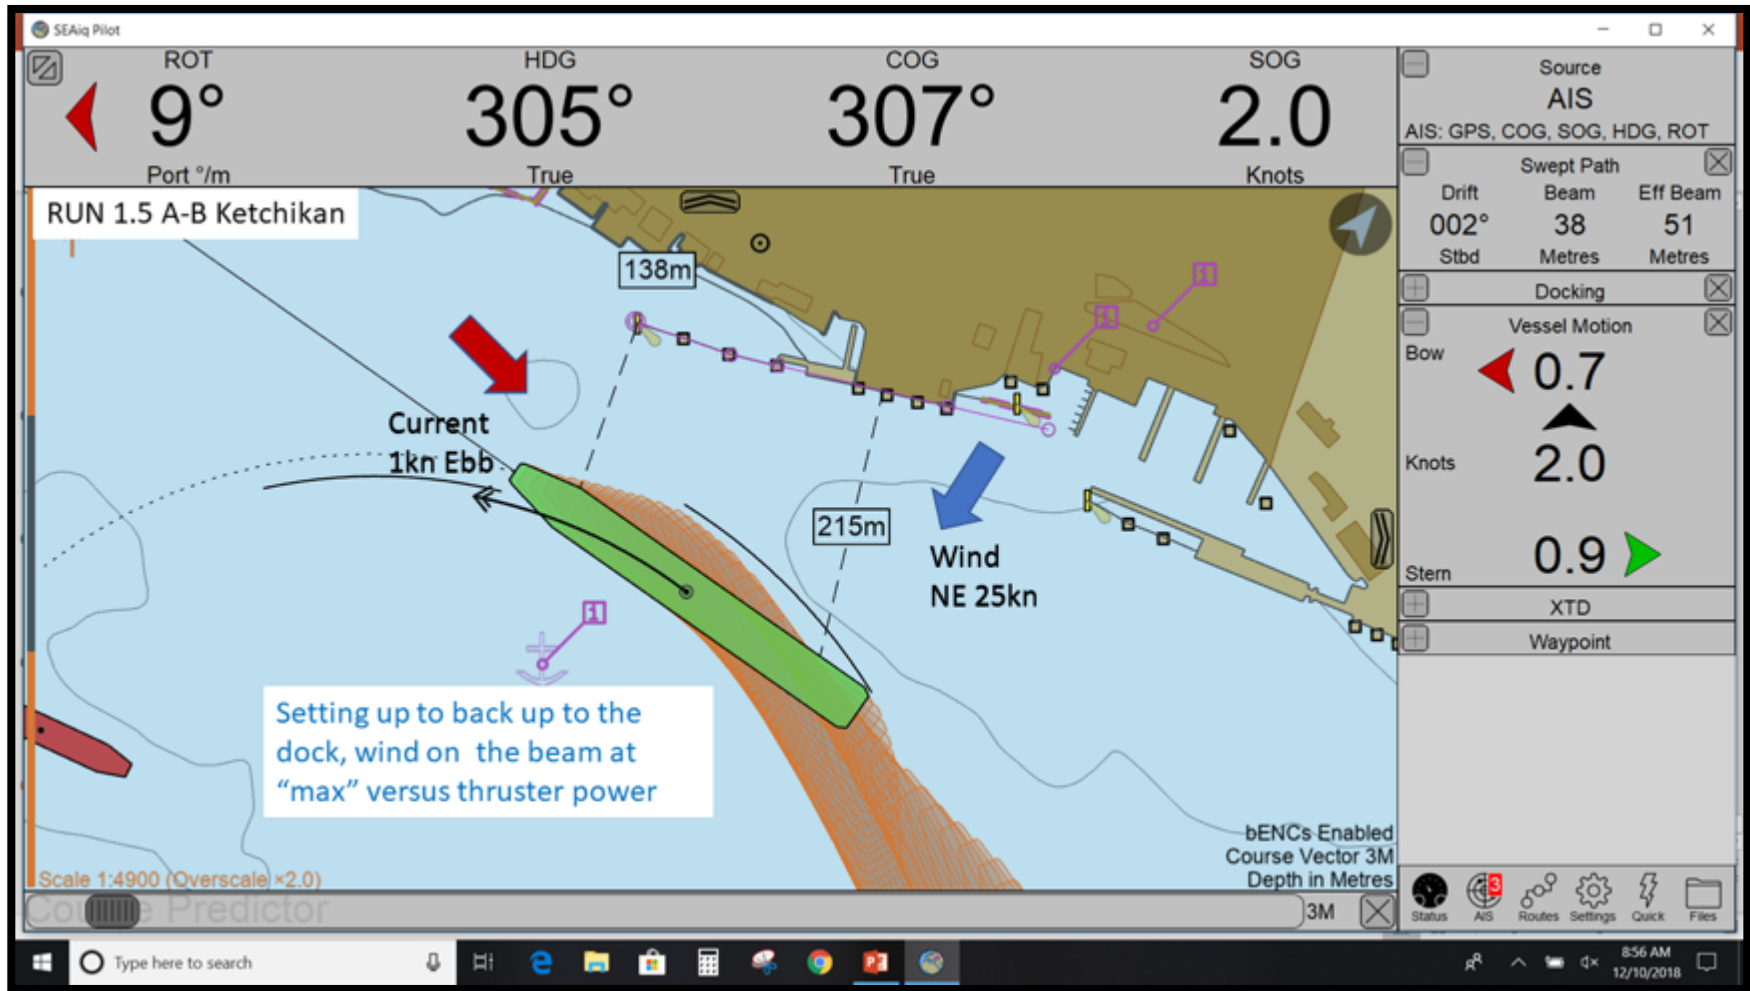 SEAiq Pilot
ROT
HDG
COG
SOG
9°
305°
307°
2.0
Port °/m
True
True
Knots
Source
AIS
AIS: GPS, COG, SOG, HDG, ROT
Swept Path
Drift
Beam
Eff Beam
002°
38
51
Stbd
Metres
Metres
Docking
Vessel Motion
Bow
0.7
Knots
2.0
Stern
0.9
XTD
Waypoint
RUN 1.5 A-B Ketchikan
138m
1
1
Current
1kn Ebb
215m
Wind
NE 25kn
1
Setting up to back up to the
dock, wind on the beam at
“max” versus thruster power
bENCs Enabled
Course Vector 3M
Depth in Metres
Scale 1:4900 (Overscale ×2.0)
Course Predictor
3M
3
Status
AIS
Routes
Settings
Quick
Files
Type here to search
8:56 AM
12/10/2018